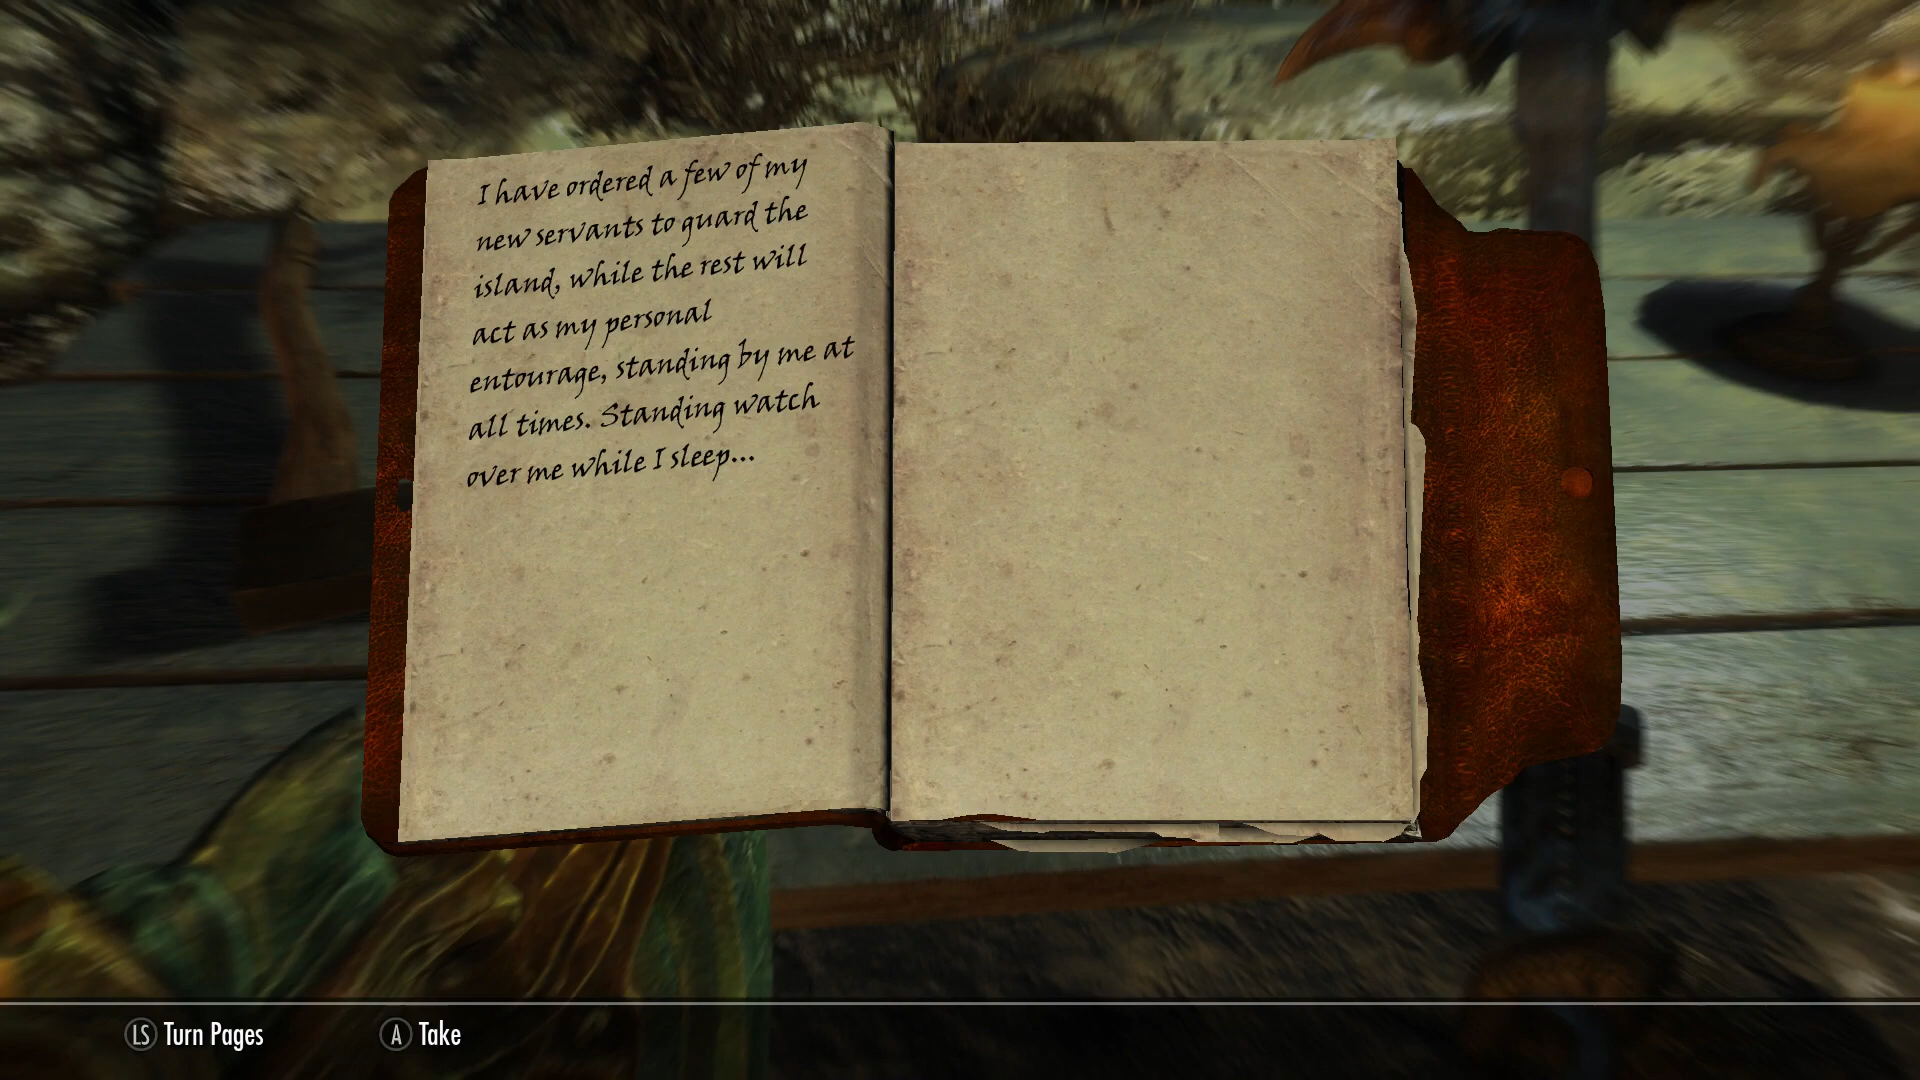 I have ordered a few of my
new servants to guard the
island, while the rest will
act as my personal
entourage, standing by me at
all times. Standing watch
over me while I sleep...
LS Turn Pages
A Take